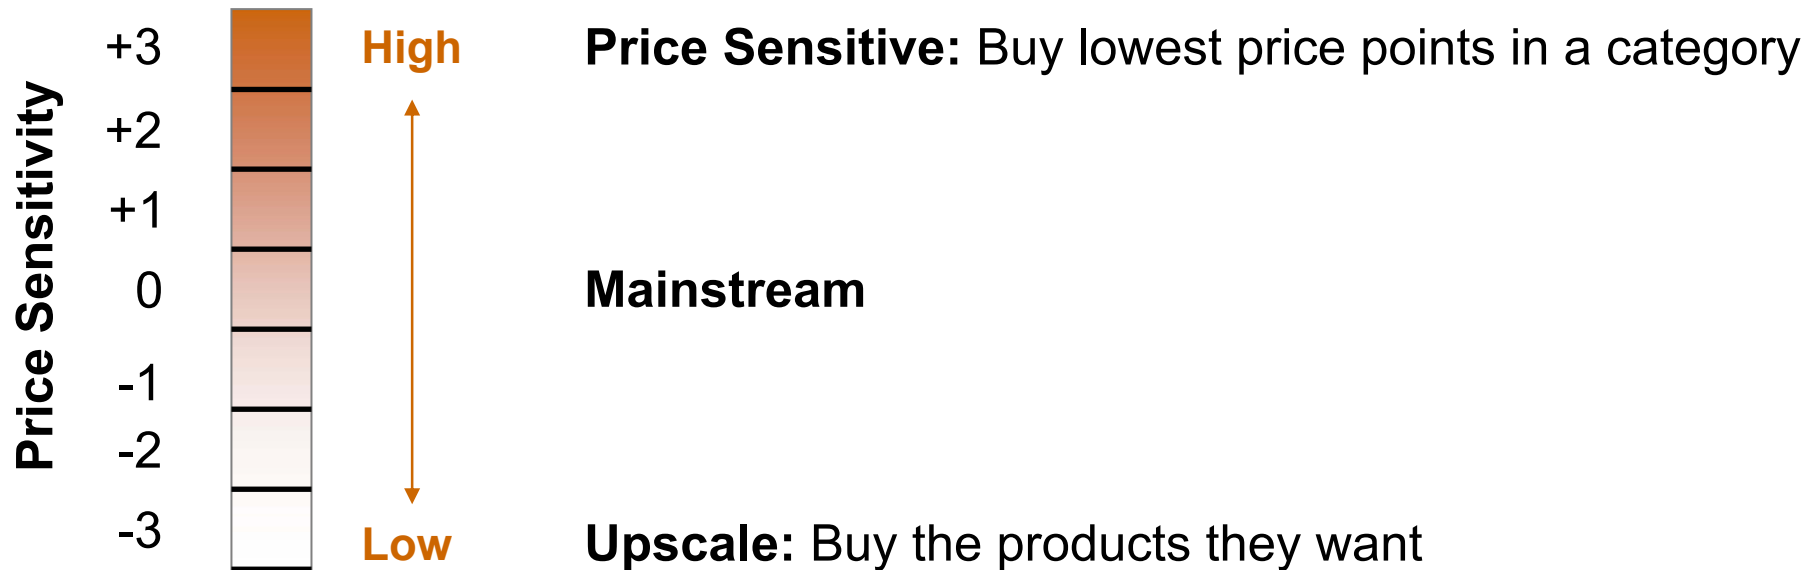 Price Sensitivity
+3
High
Price Sensitive: Buy lowest price points in a category
+2
+1
0
Mainstream
-1
-2
-3
Low
Upscale: Buy the products they want